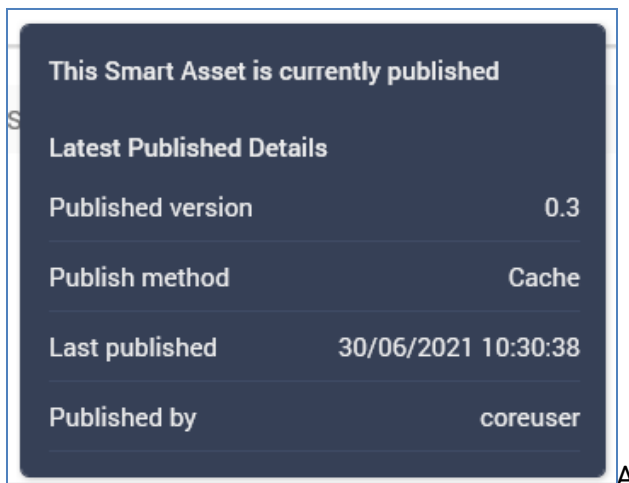 This Smart Asset is currently published
S
Latest Published Details
Published version 0.3
Publish method Cache
Last published 30/06/2021 10:30:38
Published by coreuser
A